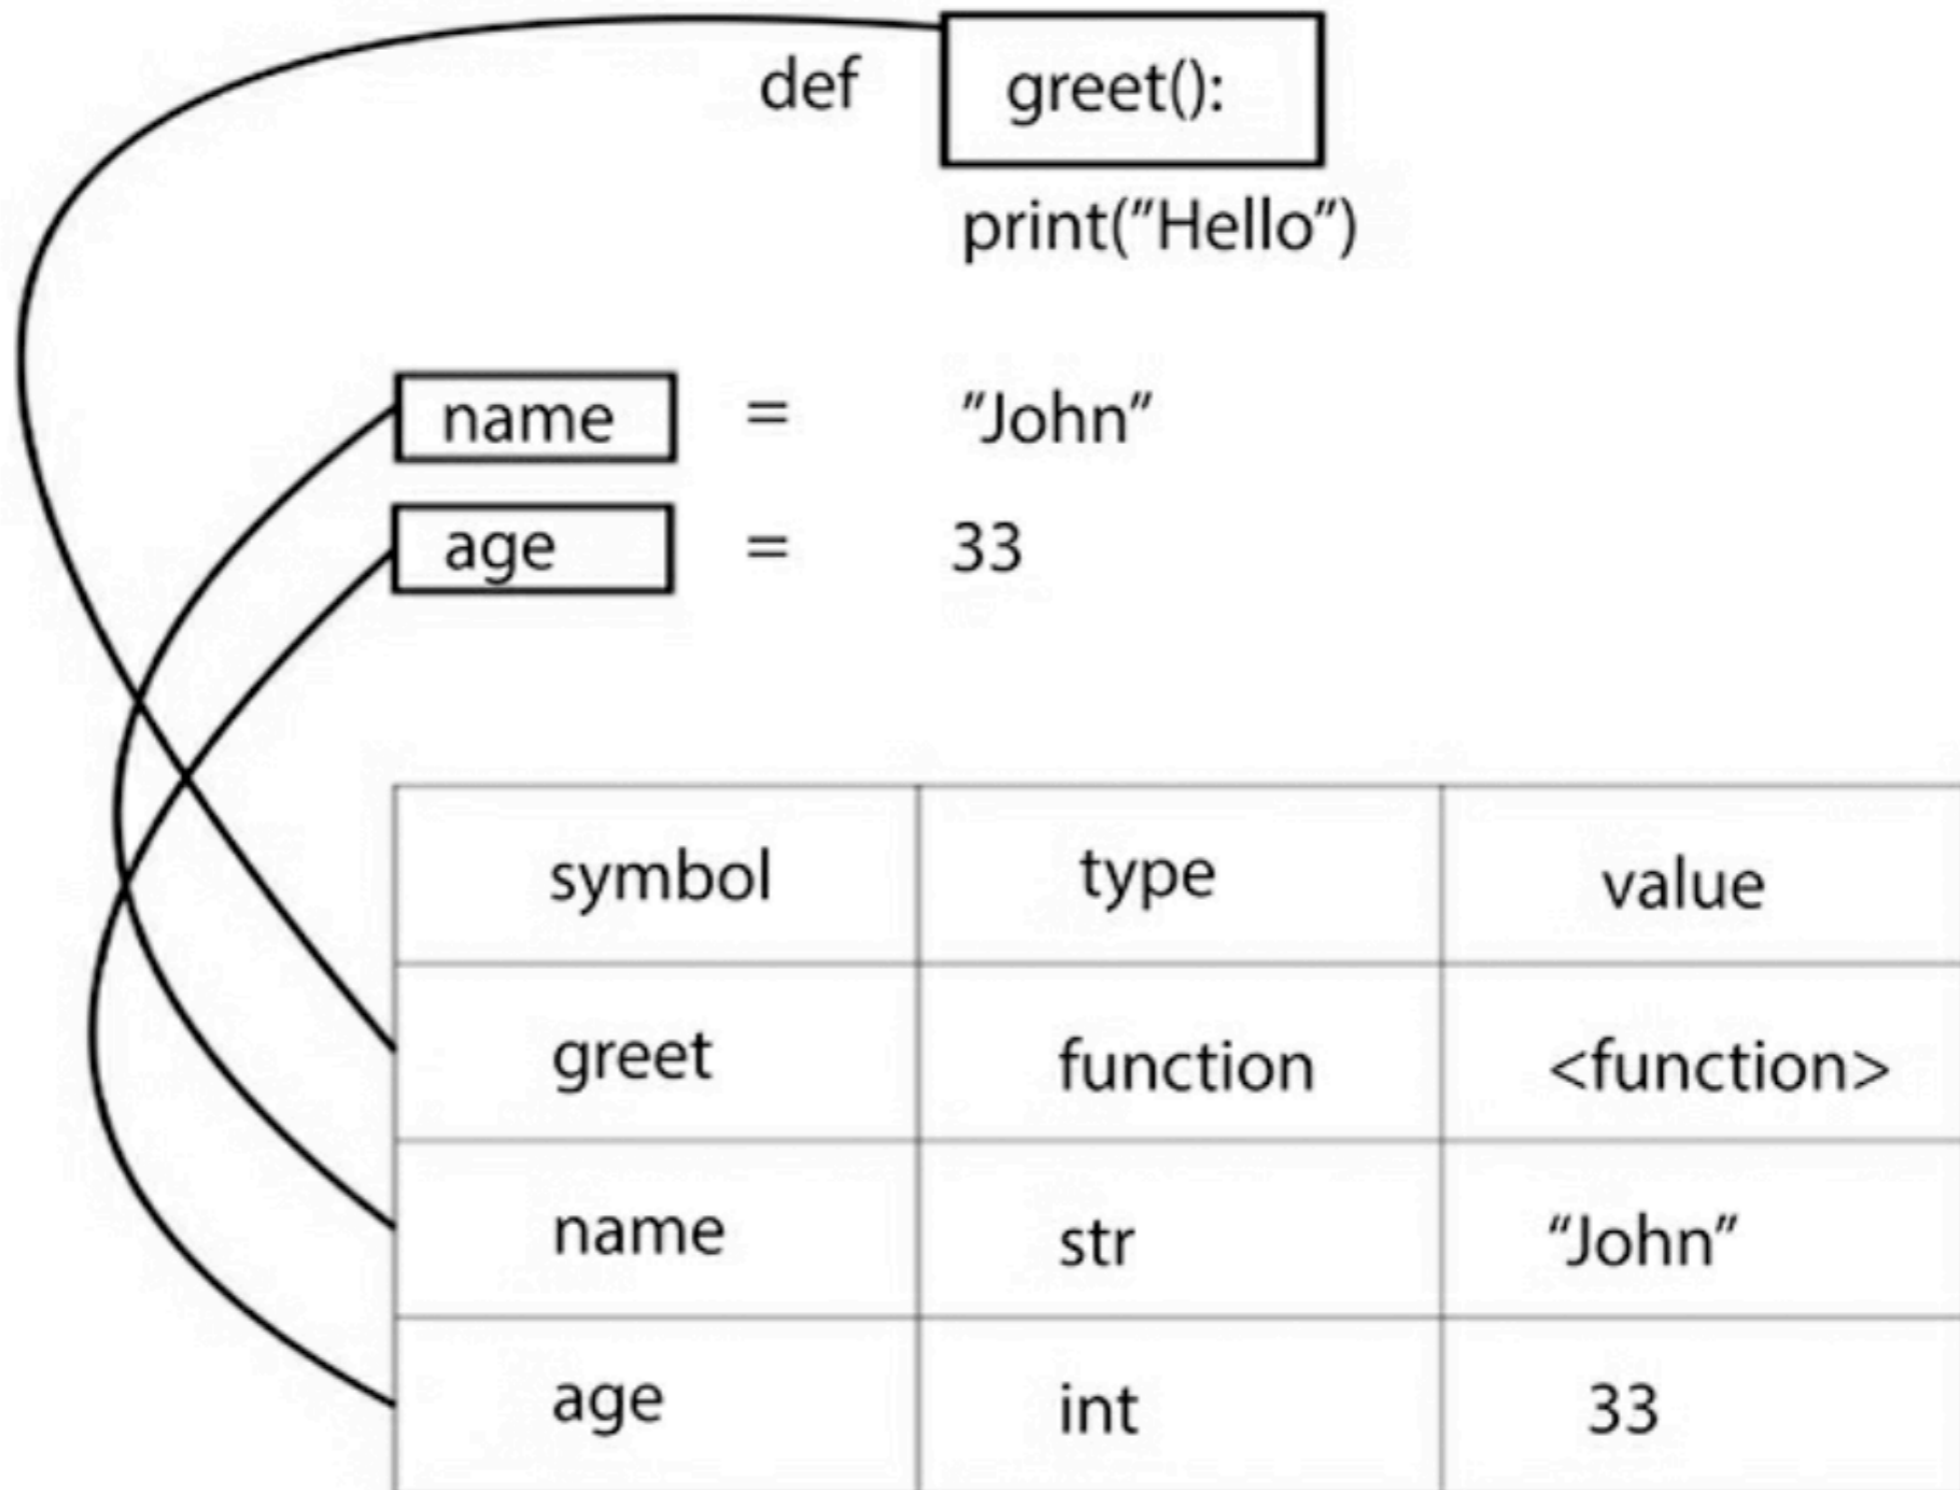 def greet():
print("Hello")
name = "John"
age = 33
symbol type value
greet function <function>
name str “John”
age int 33